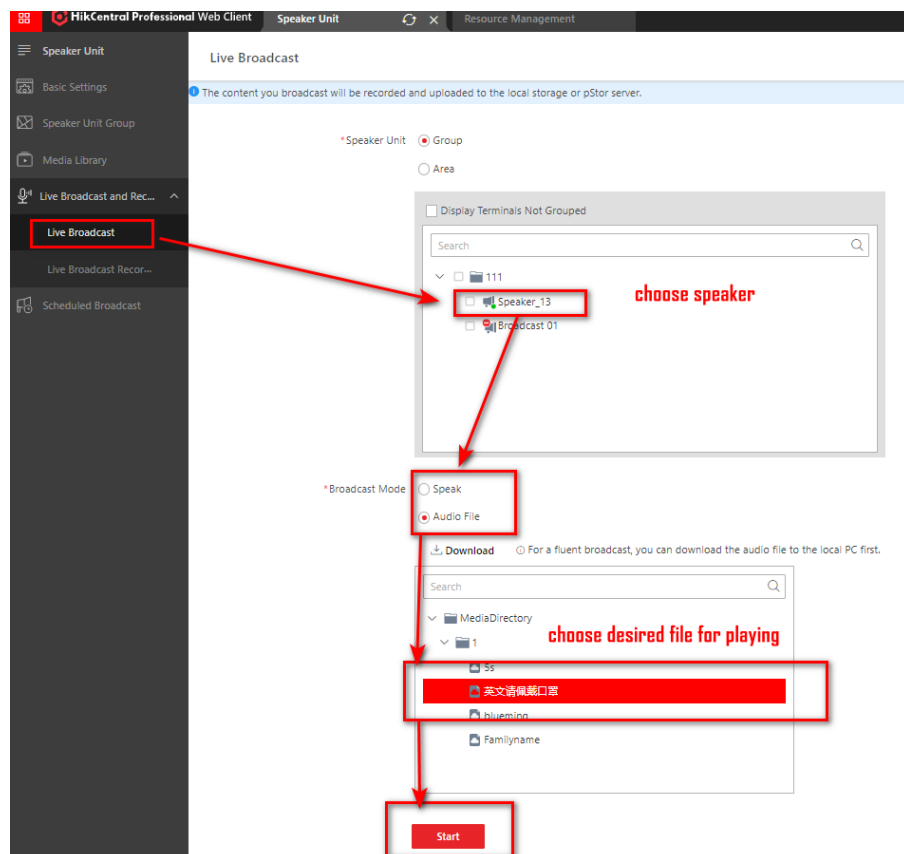 HikCentral Professional Web Client
Speaker Unit
Resource Management
Speaker Unit
Basic Settings
Speaker Unit Group
Media Library
Live Broadcast and Rec...
Live Broadcast
Live Broadcast Recor...
Scheduled Broadcast
Live Broadcast
The content you broadcast will be recorded and uploaded to the local storage or pStor server.
*Speaker Unit
Group
Area
Display Terminals Not Grouped
Search
111
Speaker_13
Broadcast 01
choose speaker
*Broadcast Mode
Speak
Audio File
Download
For a fluent broadcast, you can download the audio file to the local PC first.
Search
MediaDirectory
1
choose desired file for playing
5s
英文请佩戴口罩
blueming
Familyname
Start